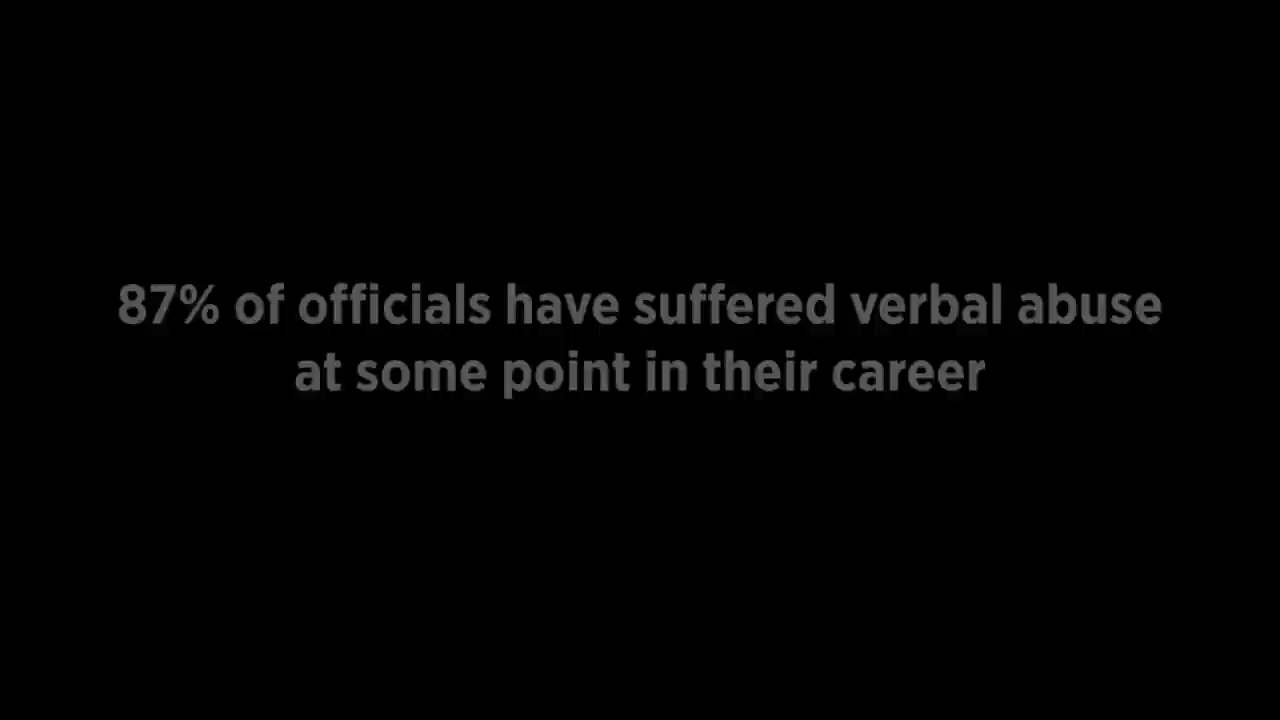 87% of officials have suffered verbal abuse
at some point in their career